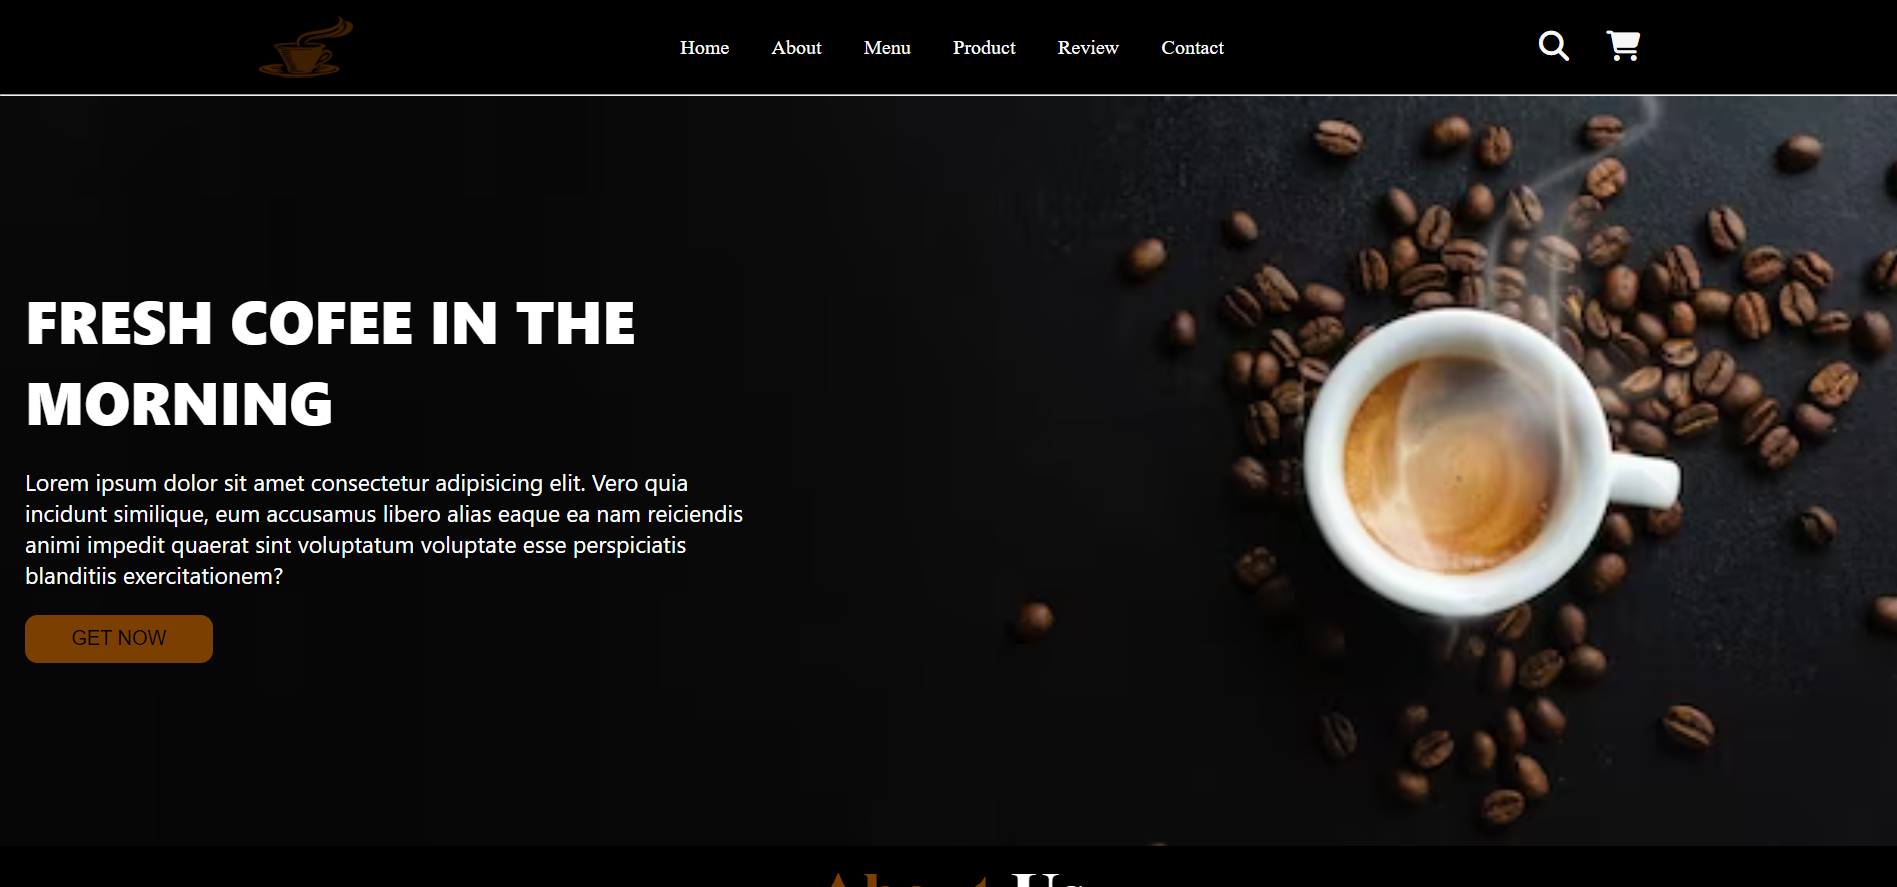 Home About Menu Product Review Contact
FRESH COFEE IN THE
MORNING
Lorem ipsum dolor sit amet consectetur adipisicing elit. Vero quia
incidunt similique, eum accusamus libero alias eaque ea nam reiciendis
animi impedit quaerat sint voluptatum voluptate esse perspiciatis
blanditiis exercitationem?
GET NOW
About Us